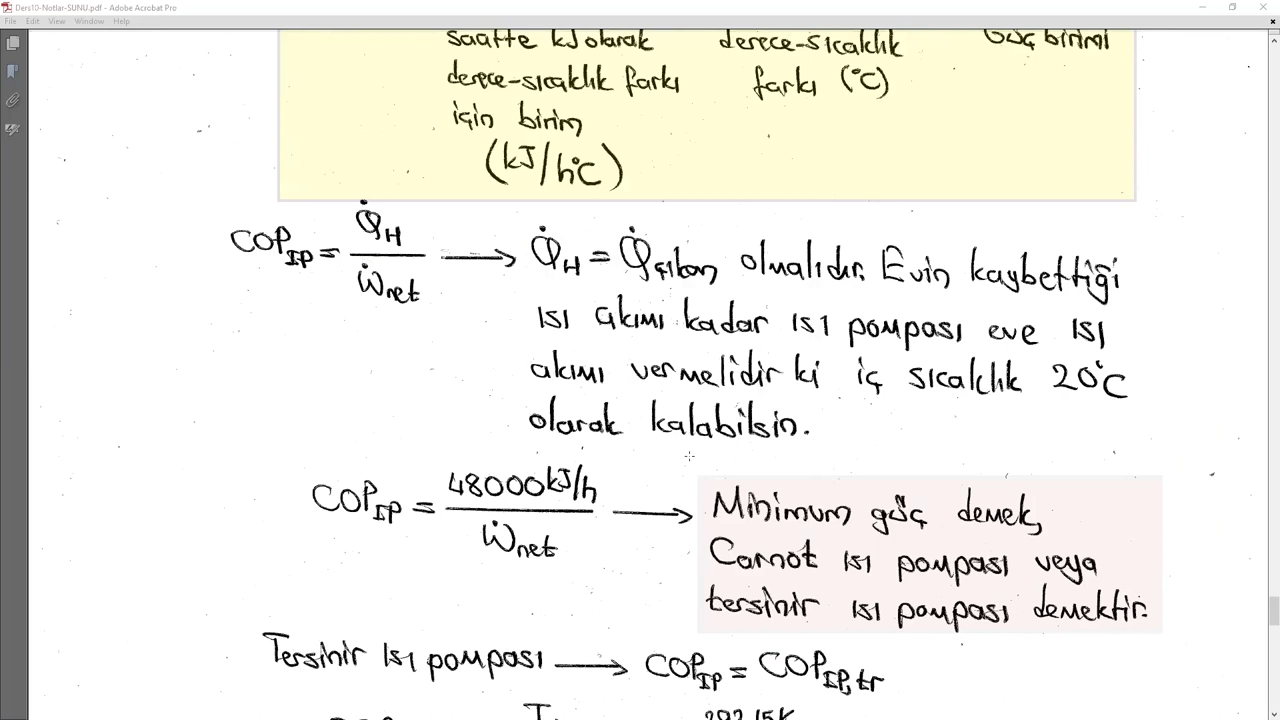 Ders10-Notlar-SUNU.pdf - Adobe Acrobat Pro
File Edit View Window Help
saatte kJ olarak derece-sıcaklık Güç birimi
derece-sıcaklık farkı farkı (°C)
için birim
(kJ/h°C)
COP_IP = Q̇_H / Ẇ_net → Q̇_H = Q̇_çıkan olmalıdır. Evin kaybettiği
ısı akımı kadar ısı pompası eve ısı
akımı vermelidir ki iç sıcaklık 20°C
olarak kalabilsin.
COP_IP = 48000 kJ/h / Ẇ_net → Minimum güç demek,
Carnot ısı pompası veya
tersinir ısı pompası demektir.
Tersinir ısı pompası → COP_IP = COP_IP,tr